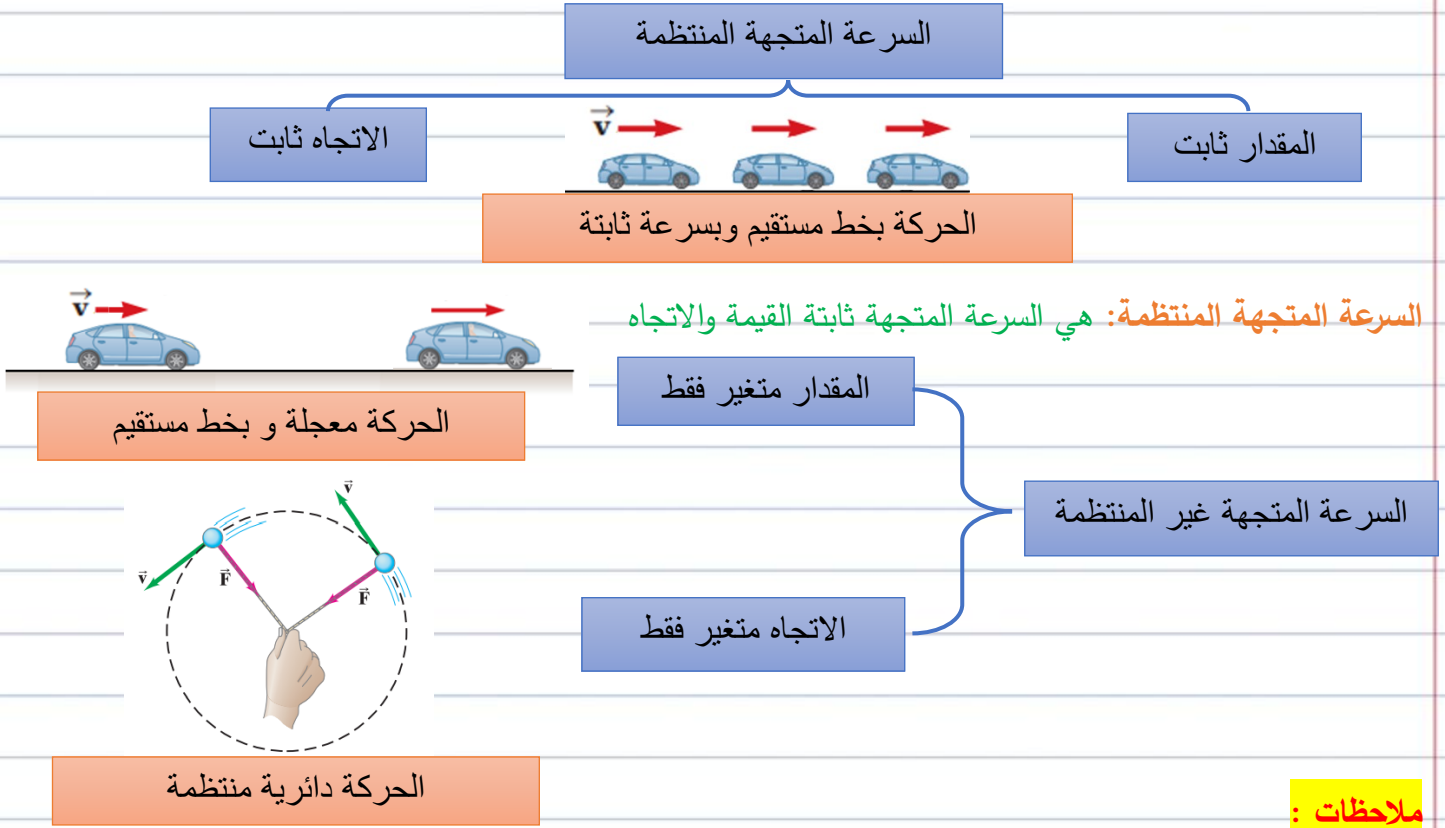 السرعة المتجهة المنتظمة
المقدار ثابت
الاتجاه ثابت
v
الحركة بخط مستقيم وبسرعة ثابتة
السرعة المتجهة المنتظمة: هي السرعة المتجهة ثابتة القيمة والاتجاه
v
المقدار متغير فقط
الحركة معجلة و بخط مستقيم
السرعة المتجهة غير المنتظمة
v
v
F
F
الاتجاه متغير فقط
الحركة دائرية منتظمة
ملاحظات :